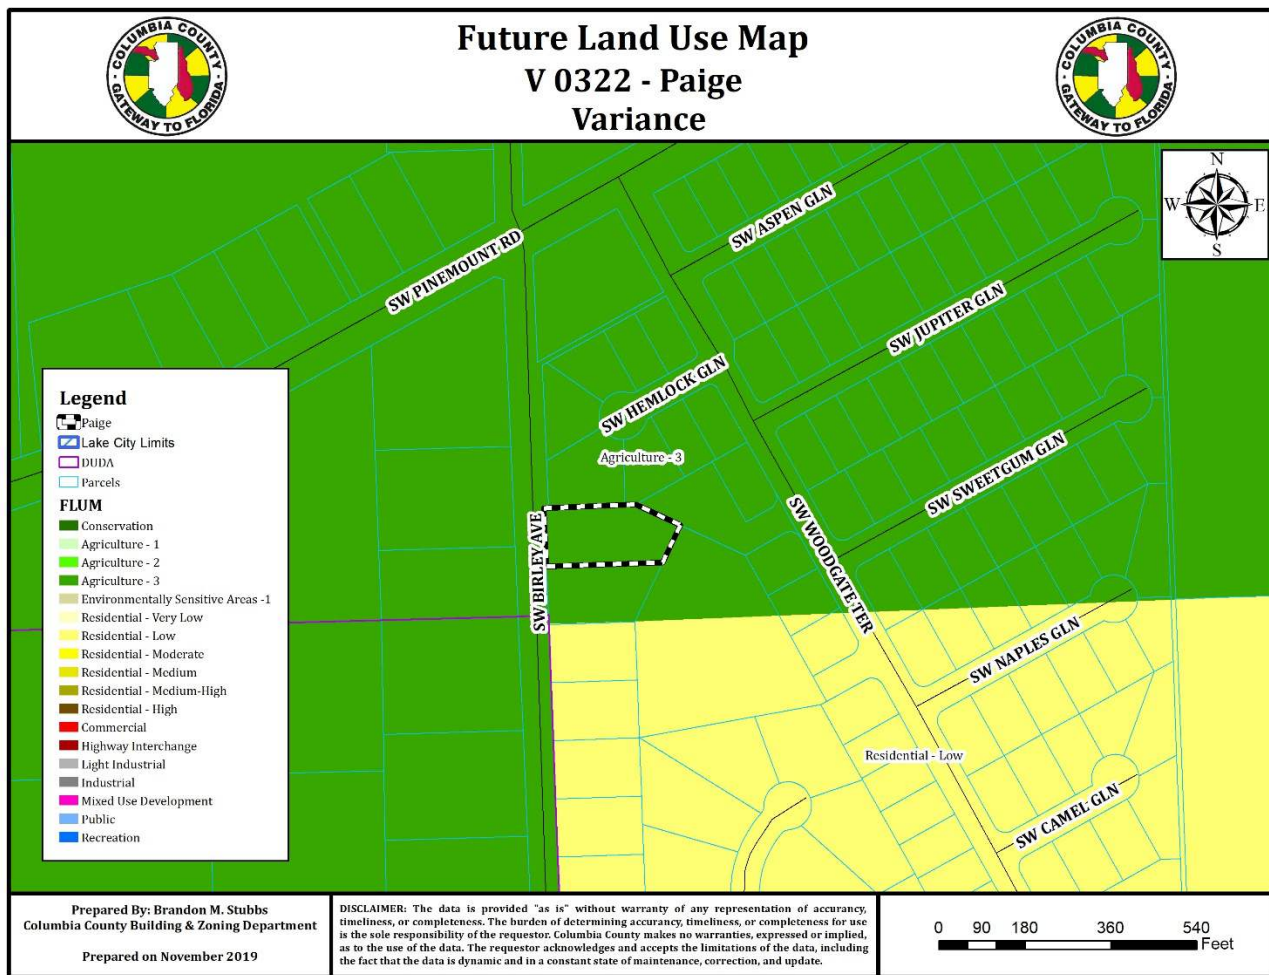 COLUMBIA COUNTY
GATEWAY TO FLORIDA
Future Land Use Map
V 0322 - Paige
Variance
COLUMBIA COUNTY
GATEWAY TO FLORIDA
N
W E
S
SW ASPEN GLN
SW PINEMOUNT RD
SW JUPITER GLN
SW HEMLOCK GLN
Agriculture - 3
SW SWEETGUM GLN
SW BIRLEY AVE
SW WOODGATE TER
SW NAPLES GLN
Residential - Low
SW CAMEL GLN
Legend
Paige
Lake City Limits
DUDA
Parcels
FLUM
Conservation
Agriculture - 1
Agriculture - 2
Agriculture - 3
Environmentally Sensitive Areas -1
Residential - Very Low
Residential - Low
Residential - Moderate
Residential - Medium
Residential - Medium-High
Residential - High
Commercial
Highway Interchange
Light Industrial
Industrial
Mixed Use Development
Public
Recreation
Prepared By: Brandon M. Stubbs
Columbia County Building & Zoning Department
Prepared on November 2019
DISCLAIMER: The data is provided "as is" without warranty of any representation of accuracy,
timeliness, or completeness. The burden of determining accuracy, timeliness, or completeness for use
is the sole responsibility of the requestor. Columbia County makes no warranties, expressed or implied,
as to the use of the data. The requestor acknowledges and accepts the limitations of the data, including
the fact that the data is dynamic and in a constant state of maintenance, correction, and update.
0 90 180 360 540
Feet